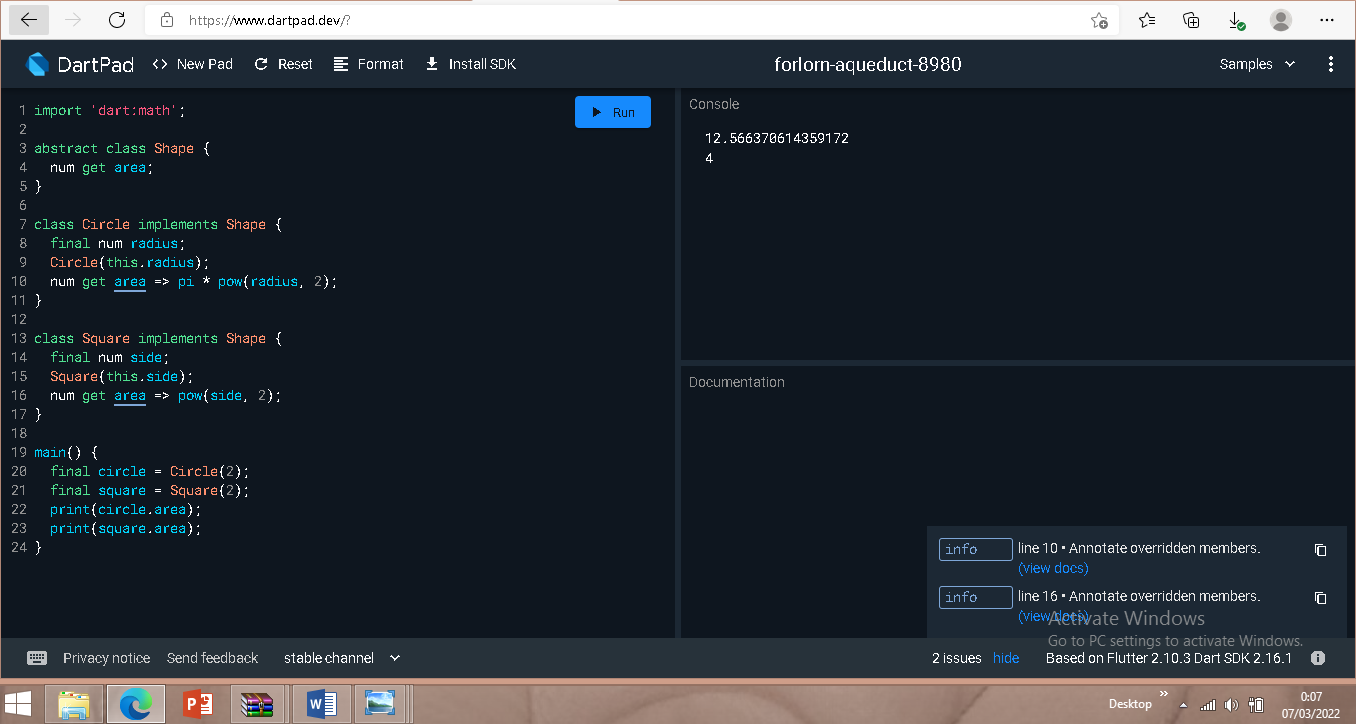 https://www.dartpad.dev/?
DartPad
<> New Pad
Reset
Format
Install SDK
forlorn-aqueduct-8980
Samples
Run
1 import 'dart:math';
2
3 abstract class Shape {
4   num get area;
5 }
6
7 class Circle implements Shape {
8   final num radius;
9   Circle(this.radius);
10   num get area => pi * pow(radius, 2);
11 }
12
13 class Square implements Shape {
14   final num side;
15   Square(this.side);
16   num get area => pow(side, 2);
17 }
18
19 main() {
20   final circle = Circle(2);
21   final square = Square(2);
22   print(circle.area);
23   print(square.area);
24 }
Console
12.566370614359172
4
Documentation
info line 10 • Annotate overridden members.
(view docs)
info line 16 • Annotate overridden members.
(view docs)
Activate Windows
Go to PC settings to activate Windows.
Privacy notice
Send feedback
stable channel
2 issues hide
Based on Flutter 2.10.3 Dart SDK 2.16.1
Desktop
0:07
07/03/2022